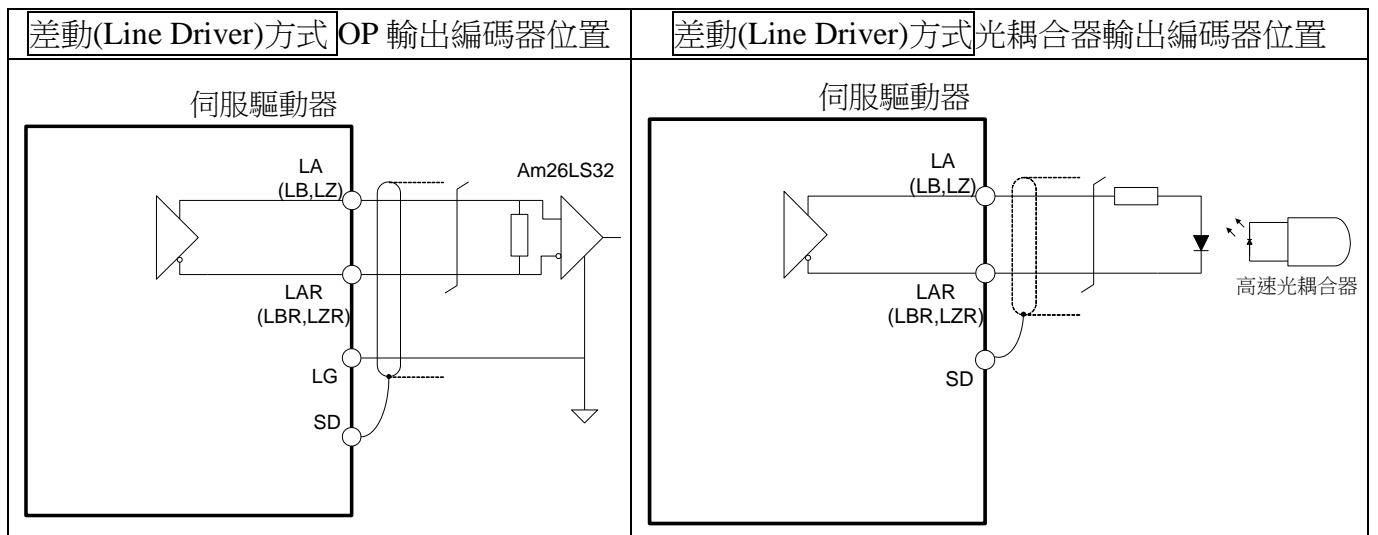 差動(Line Driver)方式 OP 輸出編碼器位置
差動(Line Driver)方式光耦合器輸出編碼器位置
伺服驅動器
LA
(LB,LZ)
Am26LS32
LAR
(LBR,LZR)
LG
SD
伺服驅動器
LA
(LB,LZ)
高速光耦合器
LAR
(LBR,LZR)
SD